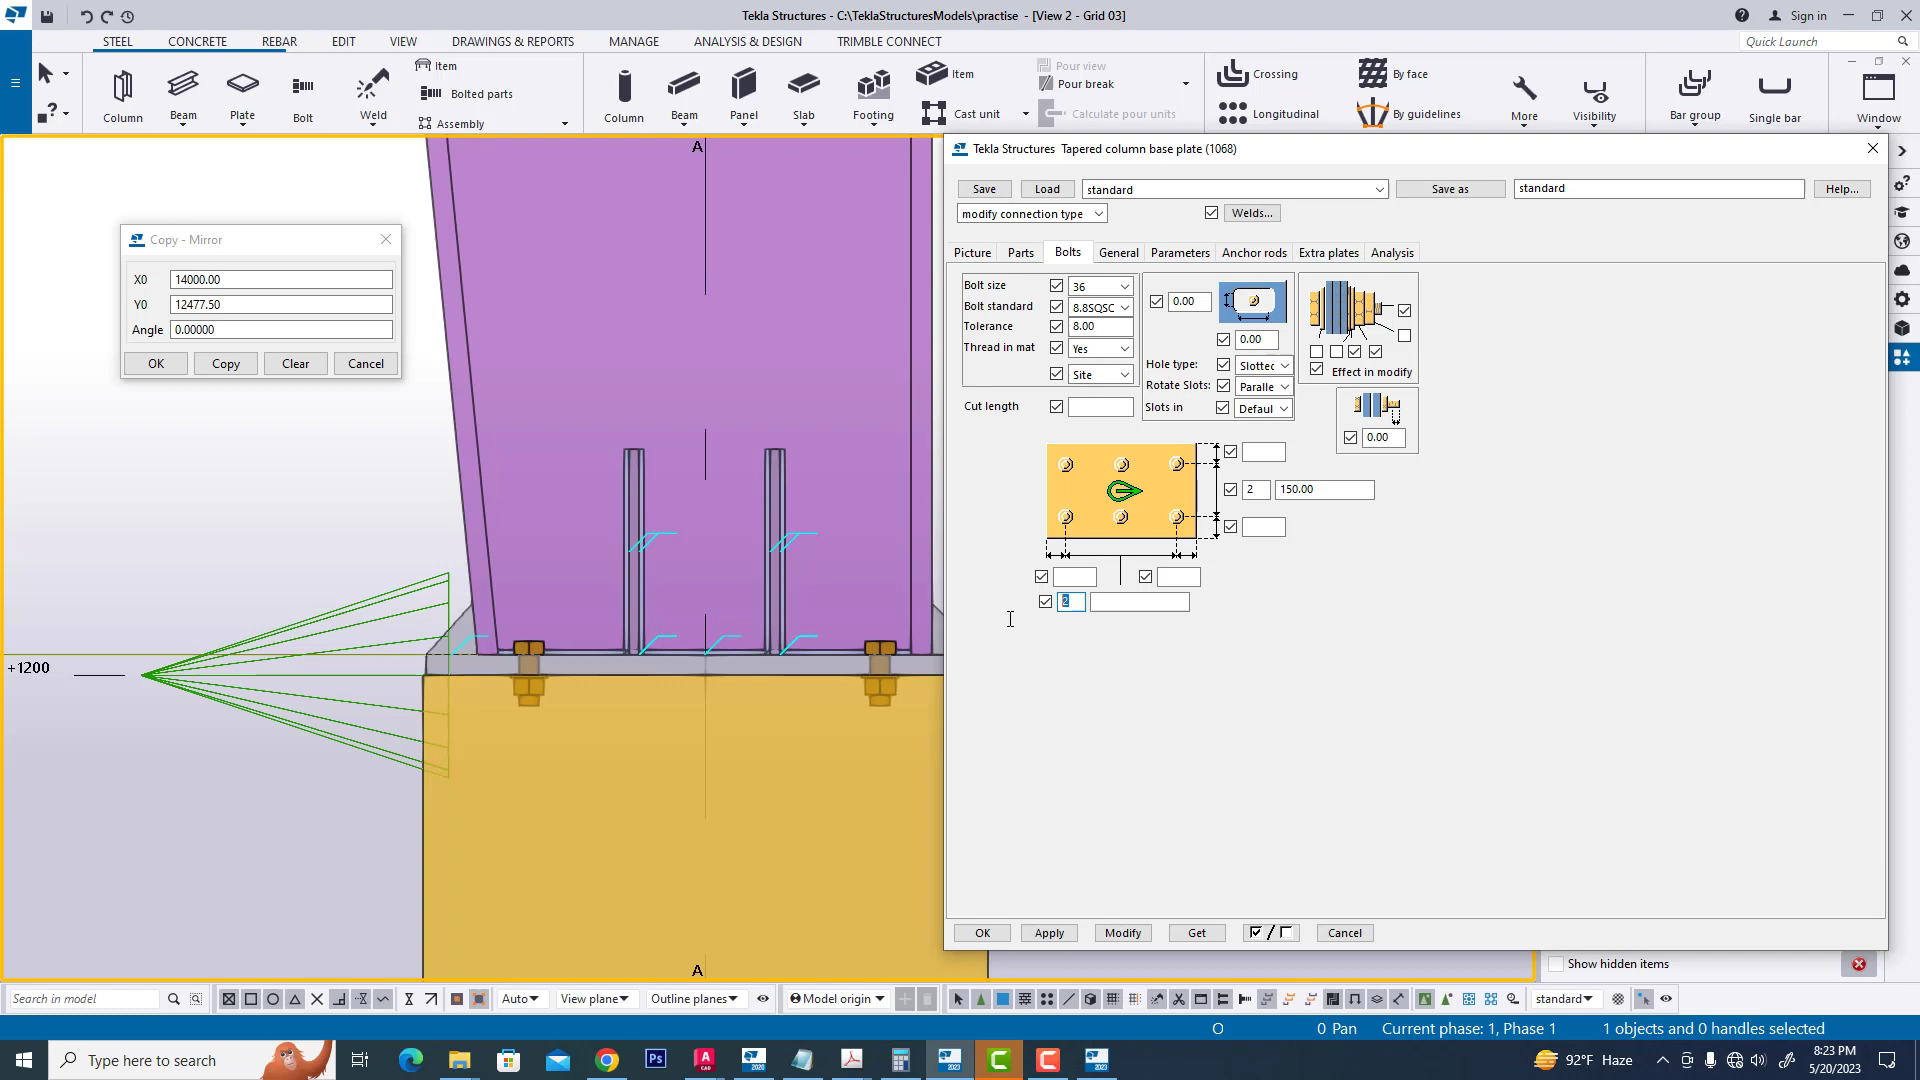 Tekla Structures - C:\TeklaStructuresModels\practise - [View 2 - Grid 03]
Sign in
STEEL CONCRETE REBAR EDIT VIEW DRAWINGS & REPORTS MANAGE ANALYSIS & DESIGN TRIMBLE CONNECT
Quick Launch
Item
Bolted parts
Assembly
Column Beam Plate Bolt Weld
Column Beam Panel Slab Footing
Item
Cast unit
Pour view
Pour break
Calculate pour units
Crossing
Longitudinal
By face
By guidelines
More Visibility Bar group Single bar Window
A
Copy - Mirror
X0 14000.00
Y0 12477.50
Angle 0.00000
OK Copy Clear Cancel
+1200
A
Tekla Structures Tapered column base plate (1068)
Save Load standard Save as standard Help...
modify connection type Welds...
Picture Parts Bolts General Parameters Anchor rods Extra plates Analysis
Bolt size 36
Bolt standard 8.8SQSC
Tolerance 8.00
Thread in mat Yes
Site
Cut length
0.00
0.00
Hole type: Slotted
Rotate Slots: Paralle
Slots in Defaul
Effect in modify
0.00
2 150.00
2
OK Apply Modify Get / Cancel
Show hidden items
Search in model
Auto View plane Outline planes Model origin standard
O 0 Pan Current phase: 1, Phase 1 1 objects and 0 handles selected
Type here to search
Ps
A
CAD
2020
2023
2023
92°F Haze
8:23 PM
5/20/2023